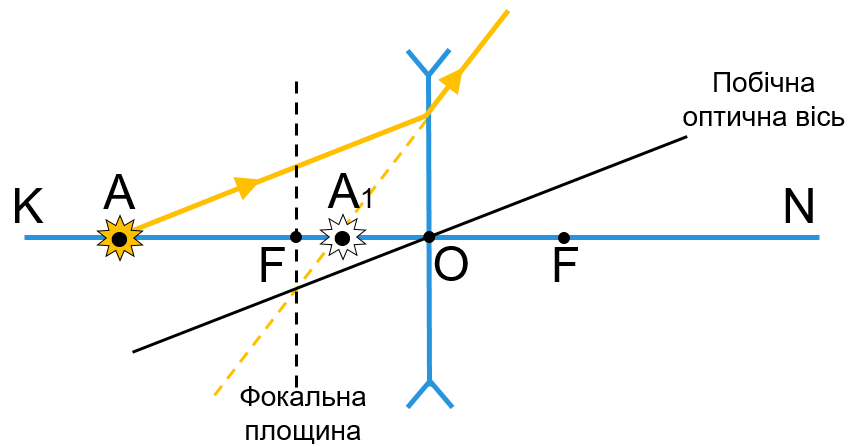 Побічна
оптична вісь
K
A
A1
N
F
O
F
Фокальна
площина